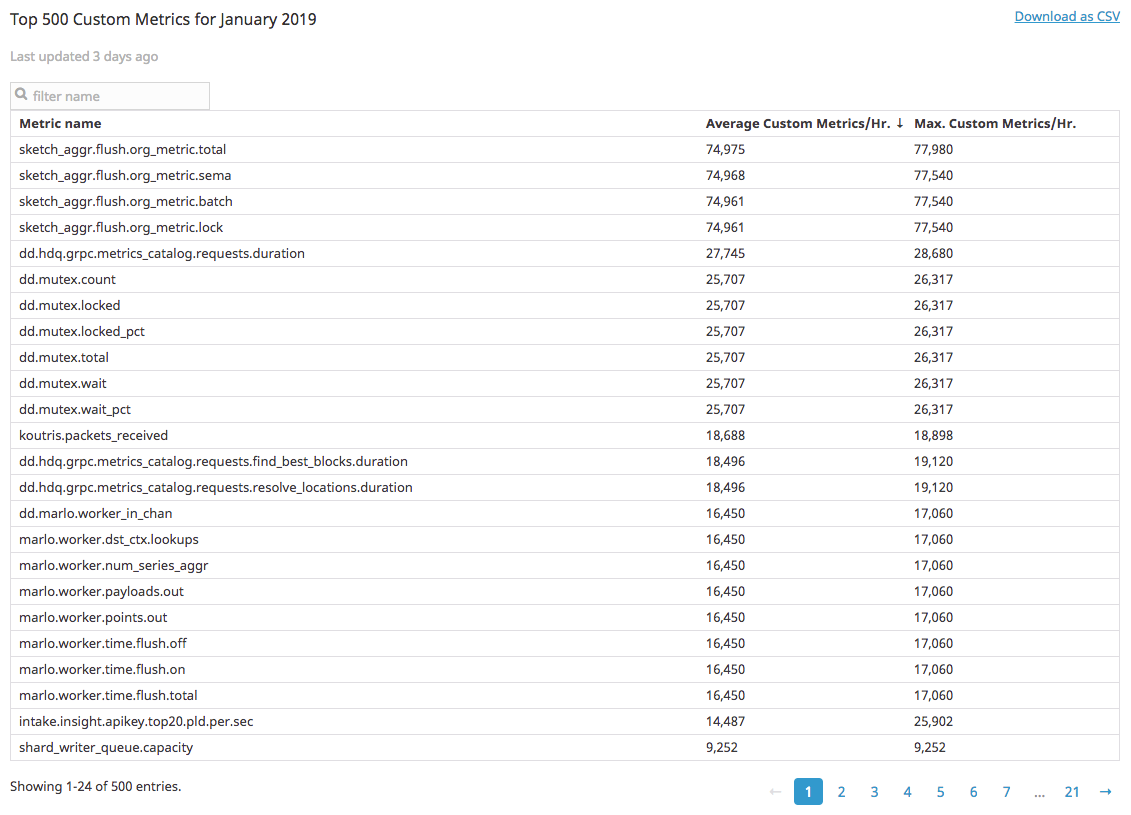 Top 500 Custom Metrics for January 2019 Download as CSV
Last updated 3 days ago
filter name
Metric name Average Custom Metrics/Hr. ↓ Max. Custom Metrics/Hr.
sketch_aggr.flush.org_metric.total 74,975 77,980
sketch_aggr.flush.org_metric.sema 74,968 77,540
sketch_aggr.flush.org_metric.batch 74,961 77,540
sketch_aggr.flush.org_metric.lock 74,961 77,540
dd.hdq.grpc.metrics_catalog.requests.duration 27,745 28,680
dd.mutex.count 25,707 26,317
dd.mutex.locked 25,707 26,317
dd.mutex.locked_pct 25,707 26,317
dd.mutex.total 25,707 26,317
dd.mutex.wait 25,707 26,317
dd.mutex.wait_pct 25,707 26,317
koutris.packets_received 18,688 18,898
dd.hdq.grpc.metrics_catalog.requests.find_best_blocks.duration 18,496 19,120
dd.hdq.grpc.metrics_catalog.requests.resolve_locations.duration 18,496 19,120
dd.marlo.worker_in_chan 16,450 17,060
marlo.worker.dst_ctx.lookups 16,450 17,060
marlo.worker.num_series_aggr 16,450 17,060
marlo.worker.payloads.out 16,450 17,060
marlo.worker.points.out 16,450 17,060
marlo.worker.time.flush.off 16,450 17,060
marlo.worker.time.flush.on 16,450 17,060
marlo.worker.time.flush.total 16,450 17,060
intake.insight.apikey.top20.pld.per.sec 14,487 25,902
shard_writer_queue.capacity 9,252 9,252
Showing 1-24 of 500 entries. ← 1 2 3 4 5 6 7 ... 21 →